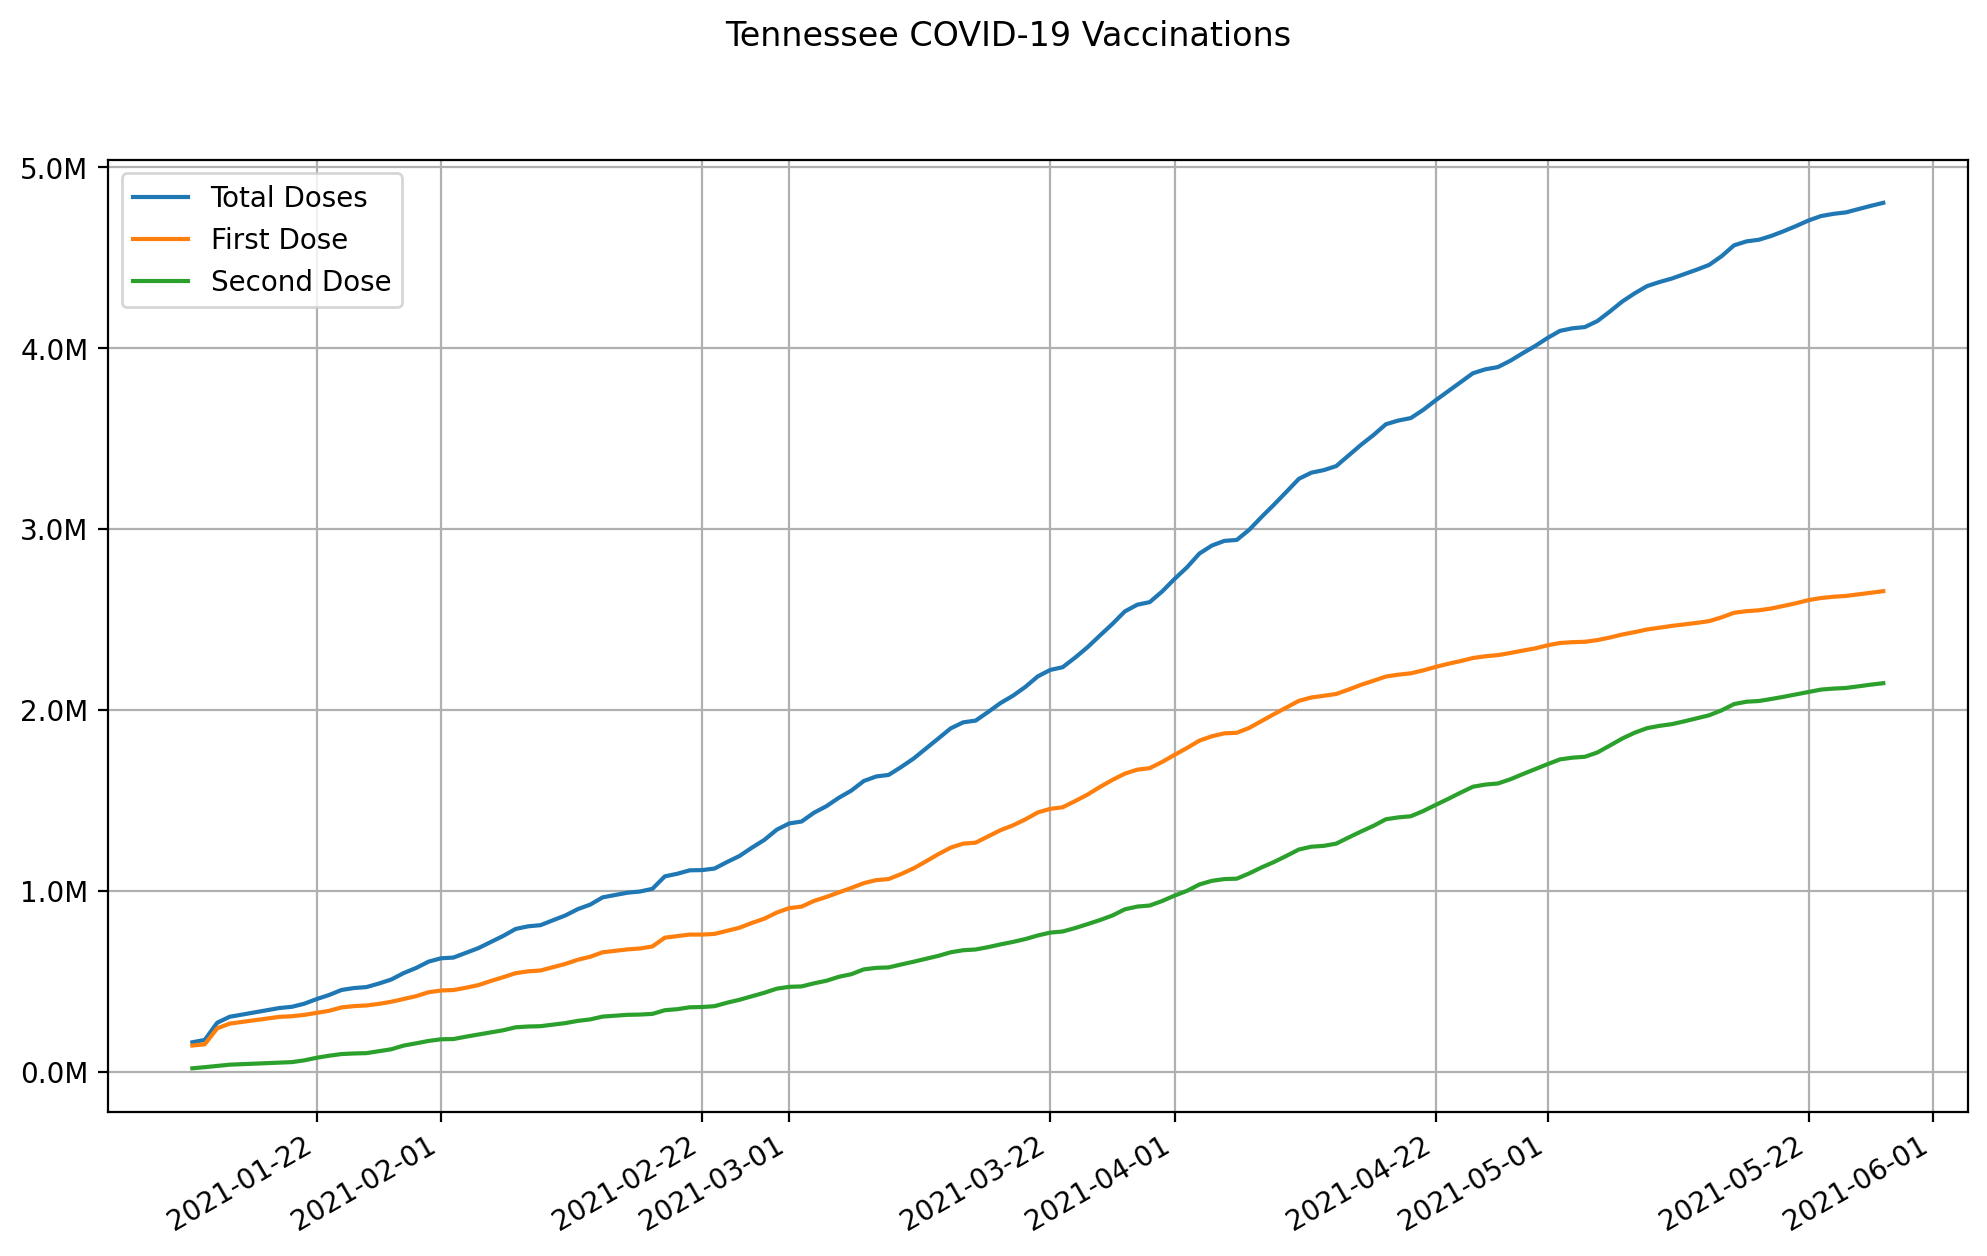 Tennessee COVID-19 Vaccinations
5.0M
4.0M
3.0M
2.0M
1.0M
0.0M
Total Doses
First Dose
Second Dose
2021-01-22
2021-02-01
2021-02-22
2021-03-01
2021-03-22
2021-04-01
2021-04-22
2021-05-01
2021-05-22
2021-06-01